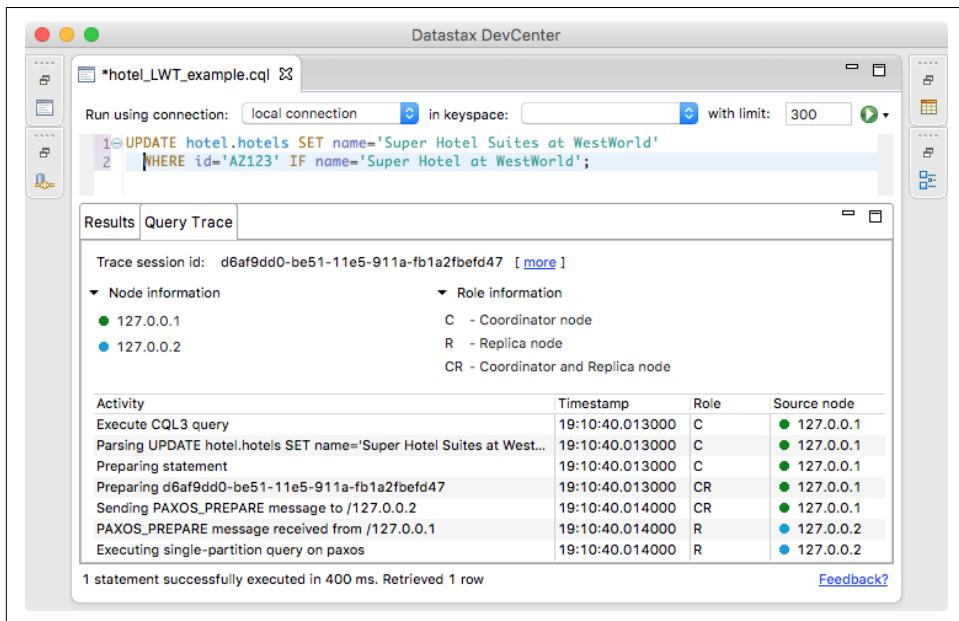 Datastax DevCenter
*hotel_LWT_example.cql
Run using connection: local connection in keyspace: with limit: 300
1 UPDATE hotel.hotels SET name='Super Hotel Suites at WestWorld'
2 WHERE id='AZ123' IF name='Super Hotel at WestWorld';
Results Query Trace
Trace session id: d6af9dd0-be51-11e5-911a-fb1a2fbefd47 [ more ]
Node information Role information
127.0.0.1 C - Coordinator node
127.0.0.2 R - Replica node
CR - Coordinator and Replica node
Activity Timestamp Role Source node
Execute CQL3 query 19:10:40.013000 C 127.0.0.1
Parsing UPDATE hotel.hotels SET name='Super Hotel Suites at West... 19:10:40.013000 C 127.0.0.1
Preparing statement 19:10:40.013000 C 127.0.0.1
Preparing d6af9dd0-be51-11e5-911a-fb1a2fbefd47 19:10:40.013000 CR 127.0.0.1
Sending PAXOS_PREPARE message to /127.0.0.2 19:10:40.014000 CR 127.0.0.1
PAXOS_PREPARE message received from /127.0.0.1 19:10:40.014000 R 127.0.0.2
Executing single-partition query on paxos 19:10:40.014000 R 127.0.0.2
1 statement successfully executed in 400 ms. Retrieved 1 row Feedback?